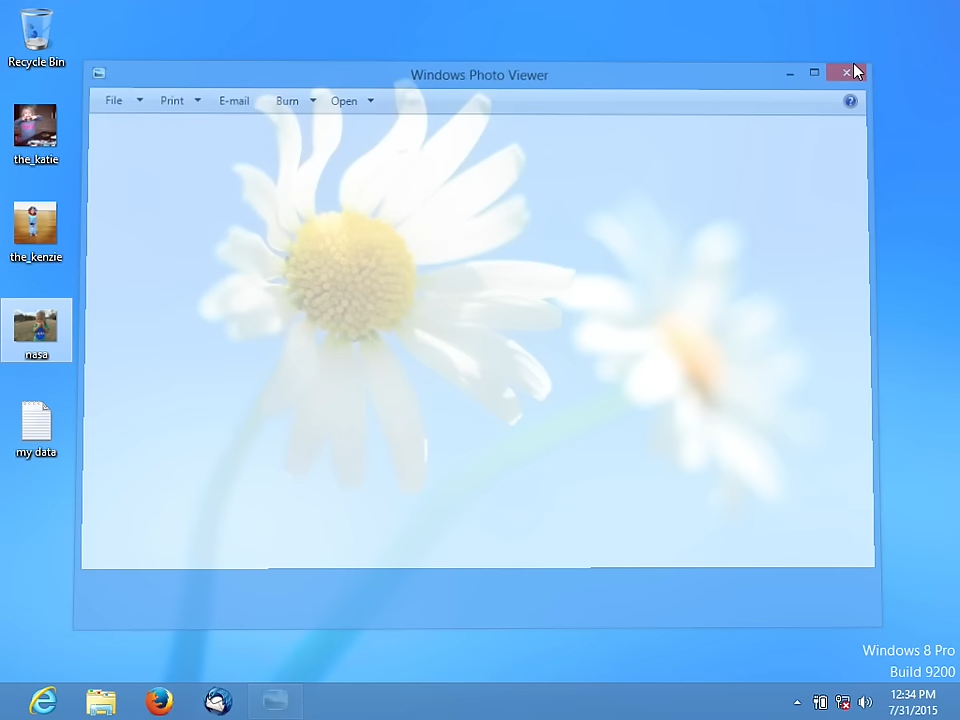 Recycle Bin
the_katie
the_kenzie
nasa
my data
Windows Photo Viewer
File Print E-mail Burn Open
Windows 8 Pro
Build 9200
12:34 PM
7/31/2015